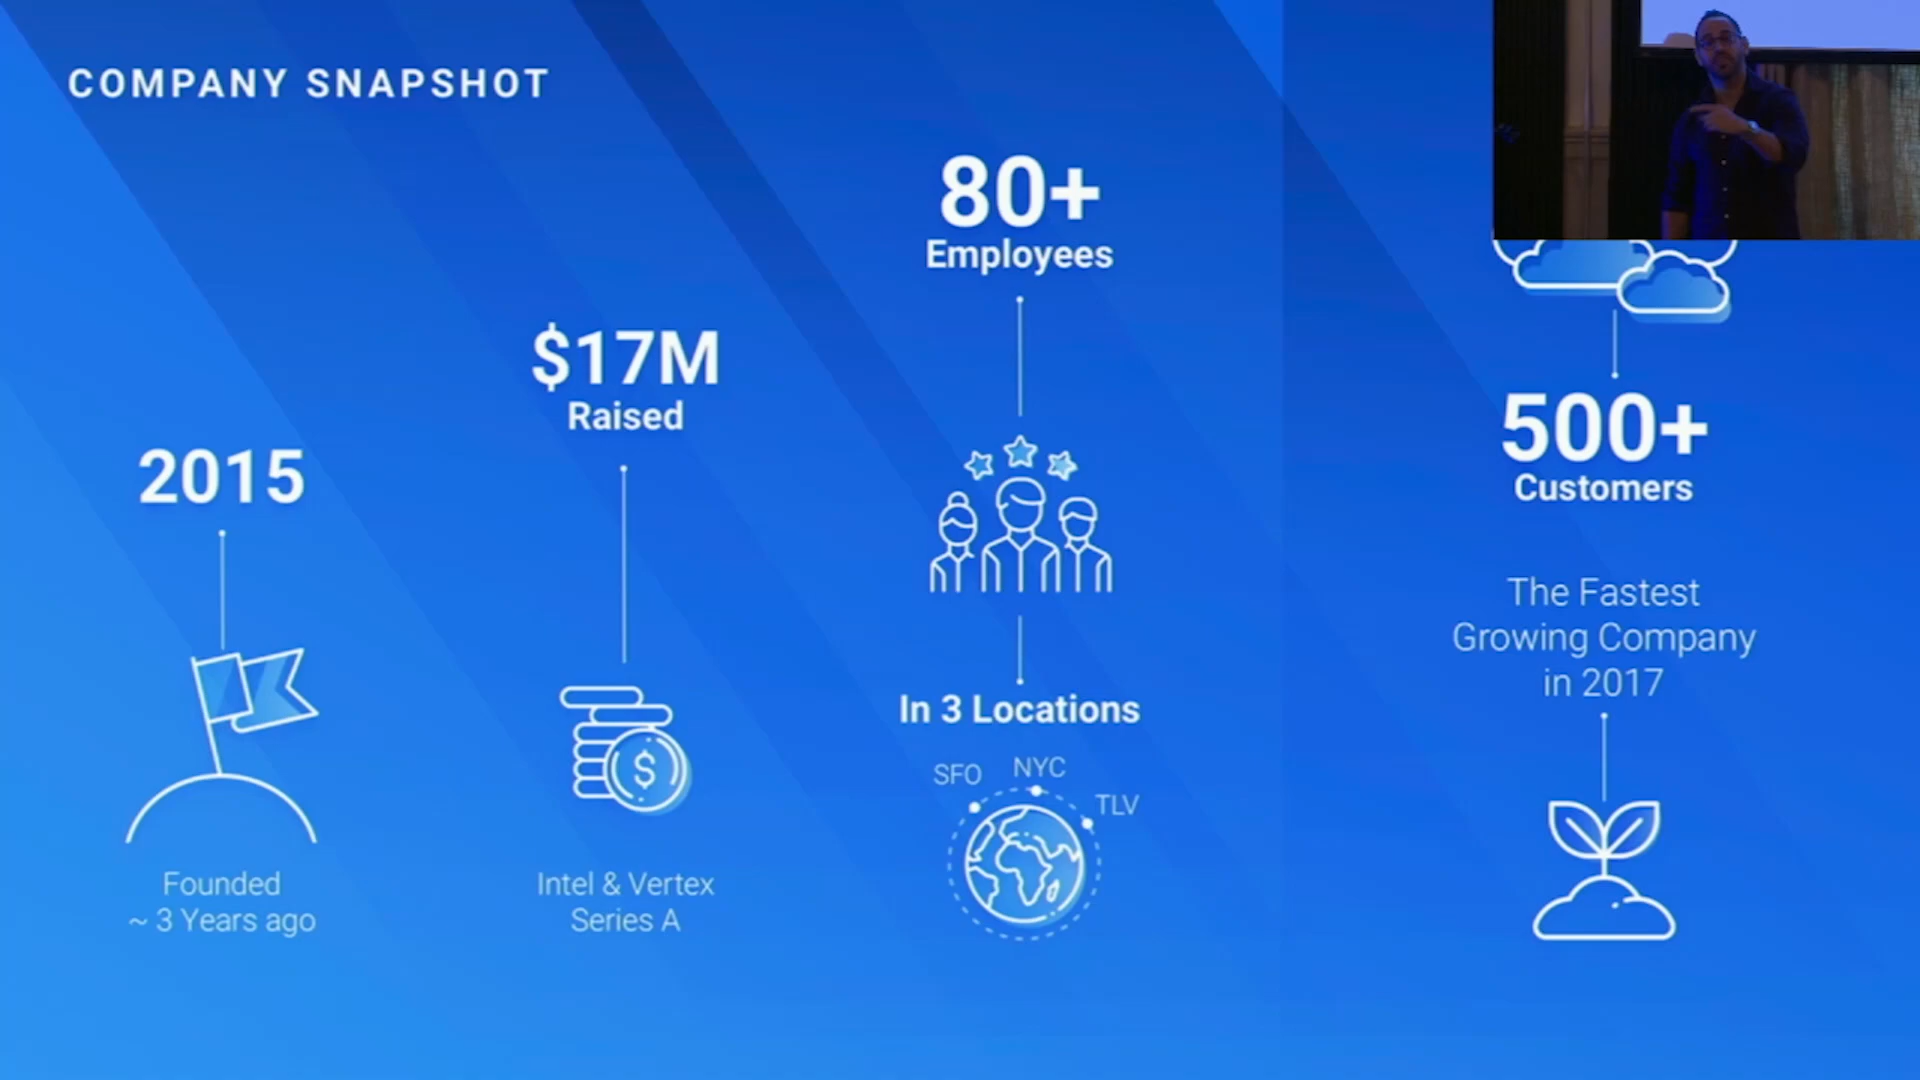 COMPANY SNAPSHOT
2015
Founded
~ 3 Years ago
$17M
Raised
Intel & Vertex
Series A
80+
Employees
In 3 Locations
SFO
NYC
TLV
$
500+
Customers
The Fastest
Growing Company
in 2017